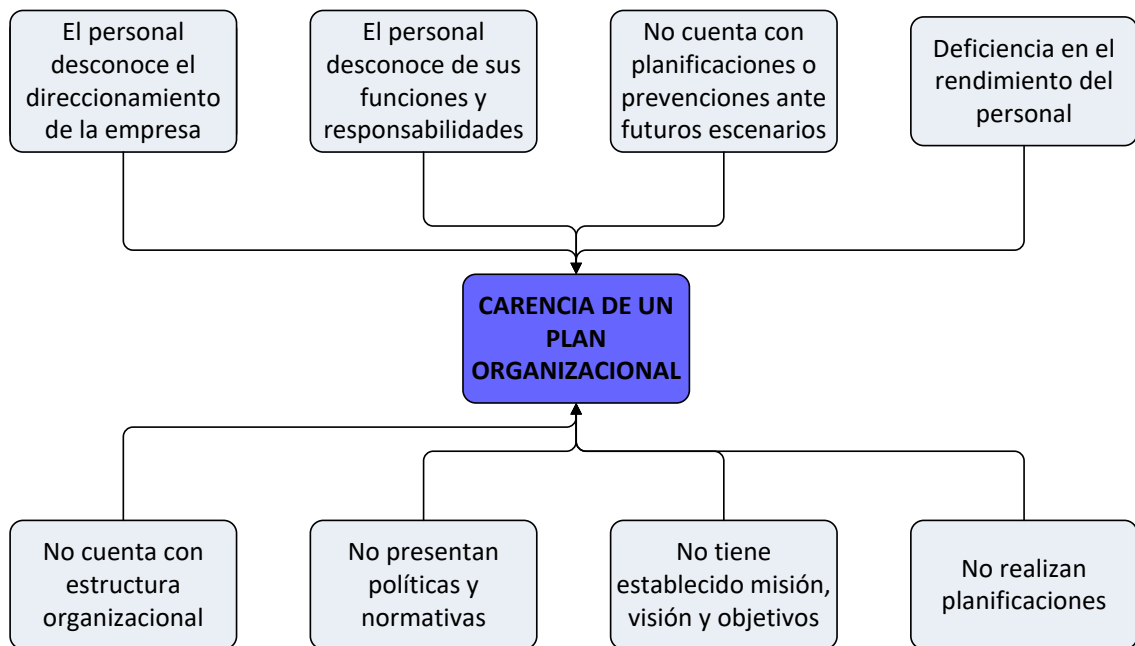 El personal
desconoce el
direccionamiento
de la empresa
El personal
desconoce de sus
funciones y
responsabilidades
No cuenta con
planificaciones o
prevenciones ante
futuros escenarios
Deficiencia en el
rendimiento del
personal
CARENCIA DE UN
PLAN
ORGANIZACIONAL
No cuenta con
estructura
organizacional
No presentan
políticas y
normativas
No tiene
establecido misión,
visión y objetivos
No realizan
planificaciones